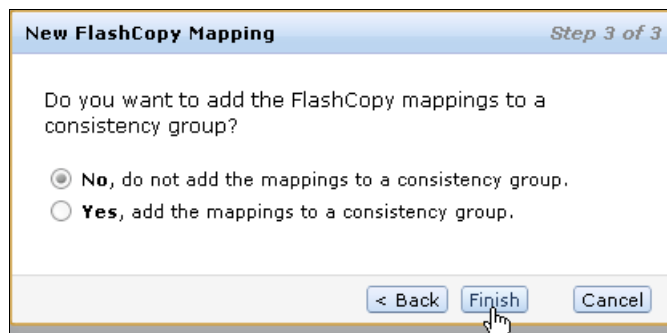 New FlashCopy Mapping
Step 3 of 3
Do you want to add the FlashCopy mappings to a
consistency group?
No, do not add the mappings to a consistency group.
Yes, add the mappings to a consistency group.
< Back
Finish
Cancel